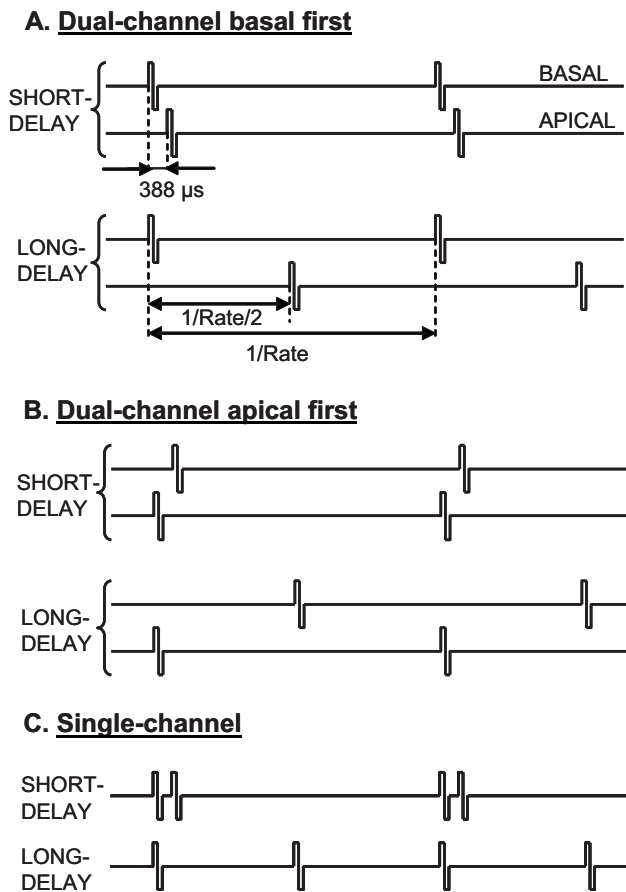 A. Dual-channel basal first
BASAL
SHORT-
DELAY
APICAL
388 µs
LONG-
DELAY
1/Rate/2
1/Rate
B. Dual-channel apical first
SHORT-
DELAY
LONG-
DELAY
C. Single-channel
SHORT-
DELAY
LONG-
DELAY